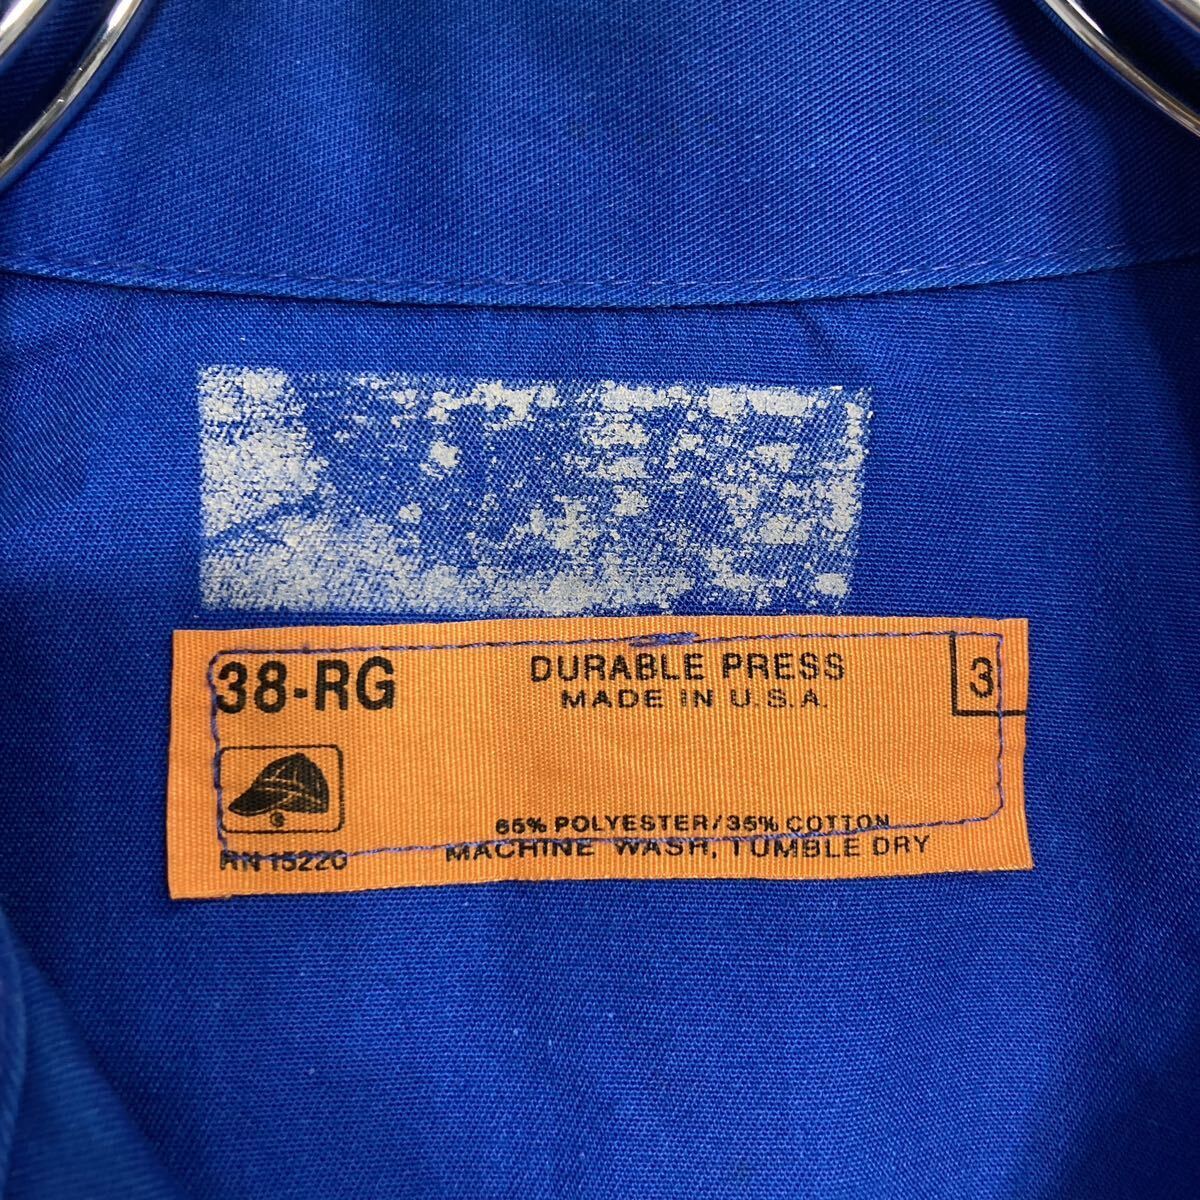 38-RG
DURABLE PRESS
MADE IN U.S.A.
3
65% POLYESTER/35% COTTON
MACHINE WASH, TUMBLE DRY
RN 15220